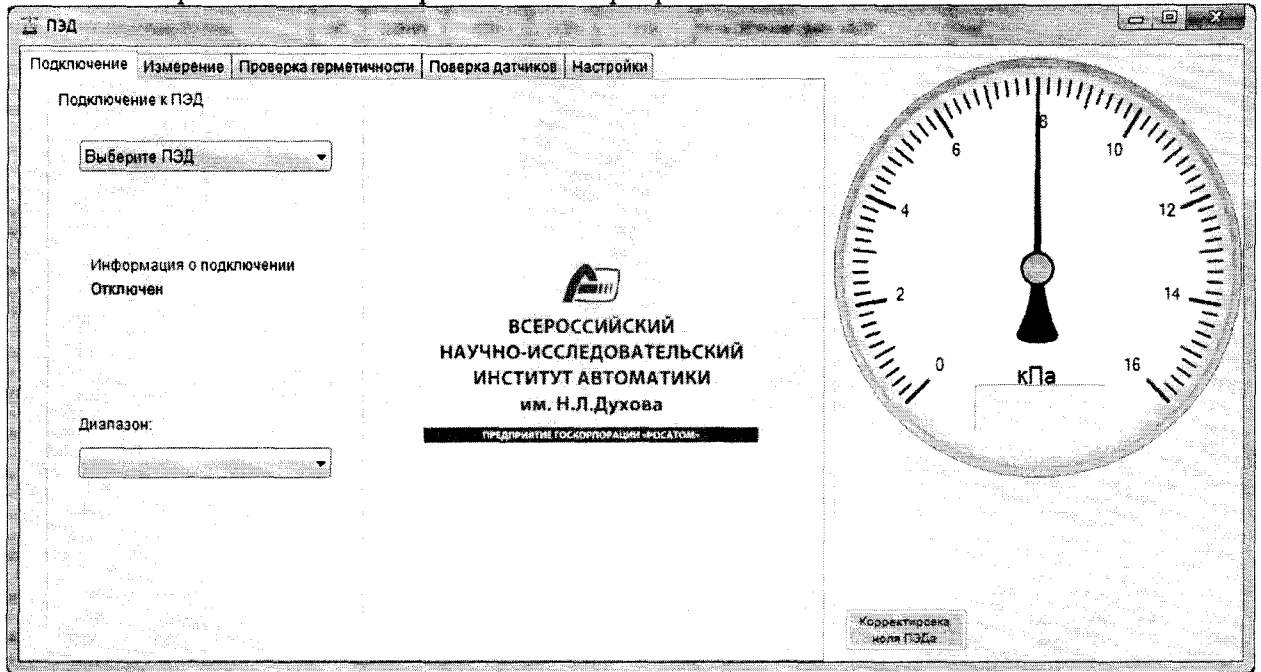 ПЭД
Подключение Измерение Проверка герметичности Поверка датчиков Настройки
Подключение к ПЭД
Выберите ПЭД
Информация о подключении
Отключен
Диапазон:
ВСЕРОССИЙСКИЙ
НАУЧНО-ИССЛЕДОВАТЕЛЬСКИЙ
ИНСТИТУТ АВТОМАТИКИ
им. Н.Л.Духова
ПРЕДПРИЯТИЕ ГОСКОРПОРАЦИИ «РОСАТОМ»
0
2
4
6
8
10
12
14
16
кПа
Корректировка
ноля ПЭДа